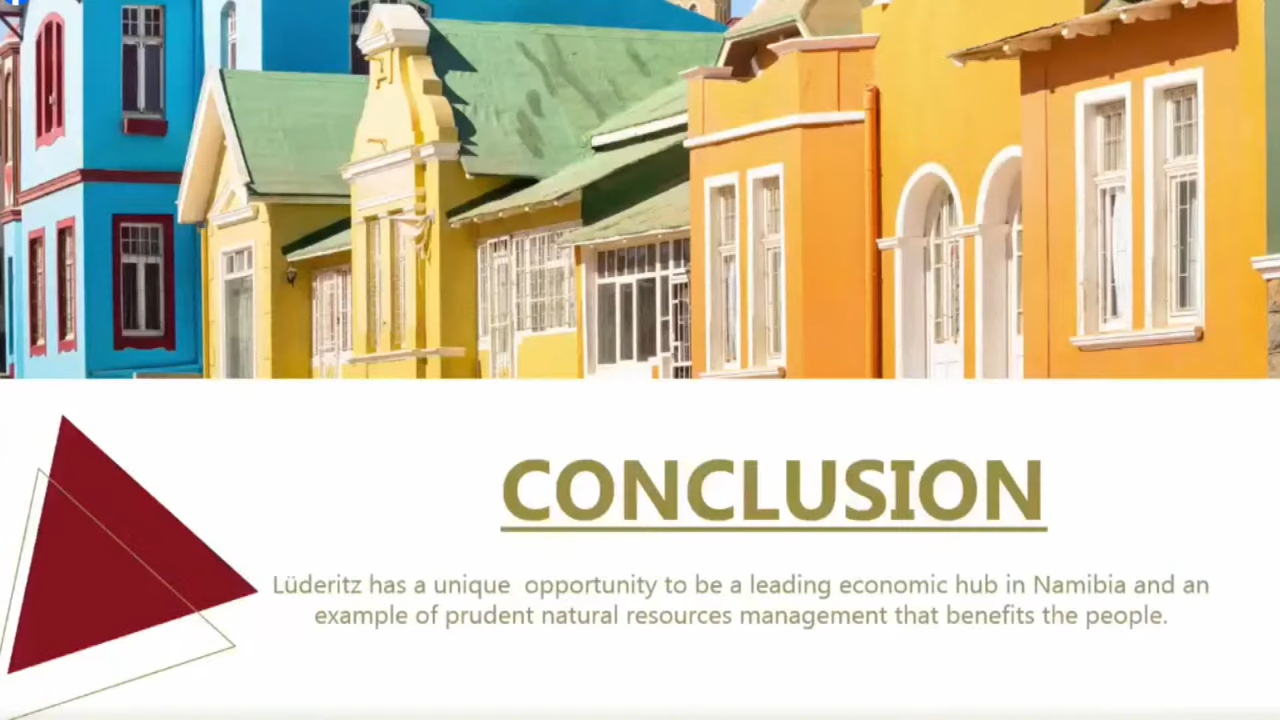 CONCLUSION
Lüderitz has a unique  opportunity to be a leading economic hub in Namibia and an
example of prudent natural resources management that benefits the people.